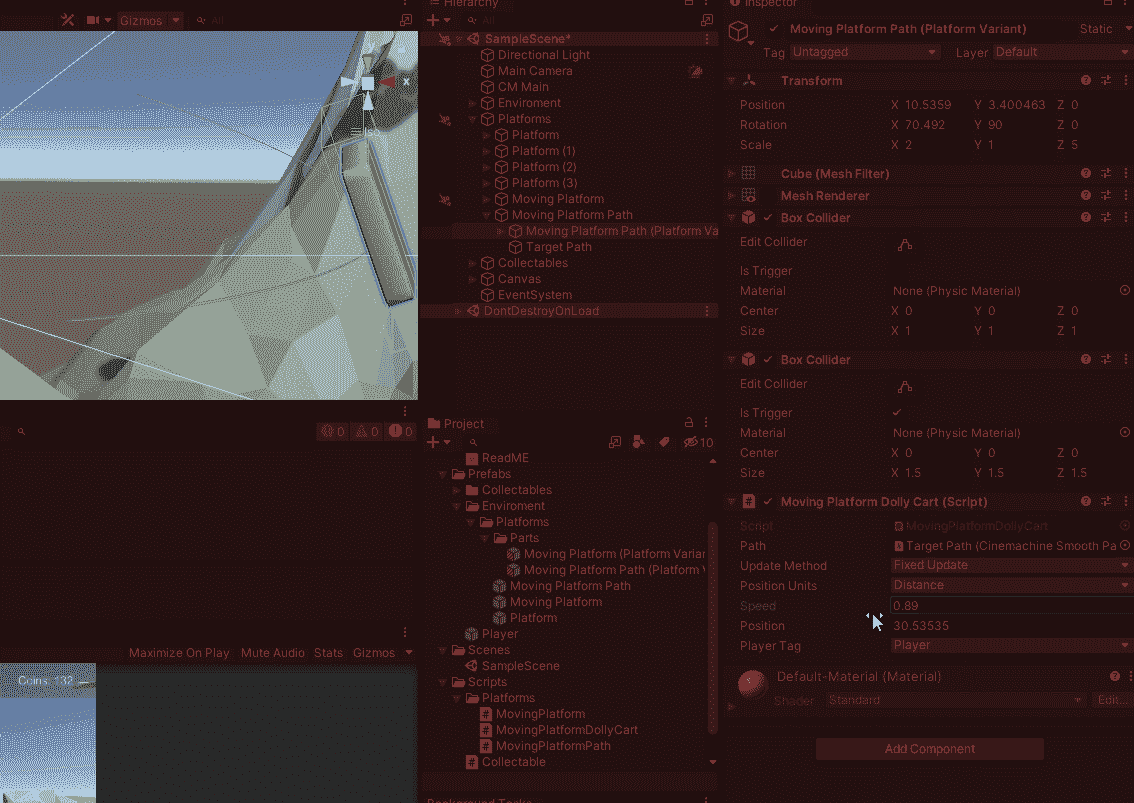 Gizmos
All
Hierarchy
All
SampleScene*
Directional Light
Main Camera
CM Main
Enviroment
Platforms
Platform
Platform (1)
Platform (2)
Platform (3)
Moving Platform
Moving Platform Path
Moving Platform Path (Platform Va
Target Path
Collectables
Canvas
EventSystem
DontDestroyOnLoad
x
Iso
0 0 0
Project
10
ReadME
Prefabs
Collectables
Enviroment
Platforms
Parts
Moving Platform (Platform Varian
Moving Platform Path (Platform V
Moving Platform Path
Moving Platform
Platform
Player
Scenes
SampleScene
Scripts
Platforms
MovingPlatform
MovingPlatformDollyCart
MovingPlatformPath
Collectable
Background Tasks
Maximize On Play Mute Audio Stats Gizmos
Coins: 132
Inspector
Moving Platform Path (Platform Variant) Static
Tag Untagged Layer Default
Transform
Position X 10.5359 Y 3.400463 Z 0
Rotation X 70.492 Y 90 Z 0
Scale X 2 Y 1 Z 5
Cube (Mesh Filter)
Mesh Renderer
Box Collider
Edit Collider
Is Trigger
Material None (Physic Material)
Center X 0 Y 0 Z 0
Size X 1 Y 1 Z 1
Box Collider
Edit Collider
Is Trigger
Material None (Physic Material)
Center X 0 Y 0 Z 0
Size X 1.5 Y 1.5 Z 1.5
Moving Platform Dolly Cart (Script)
Script MovingPlatformDollyCart
Path Target Path (Cinemachine Smooth Pa
Update Method Fixed Update
Position Units Distance
Speed 0.89
Position 30.53535
Player Tag Player
Default-Material (Material)
Shader Standard Edit...
Add Component